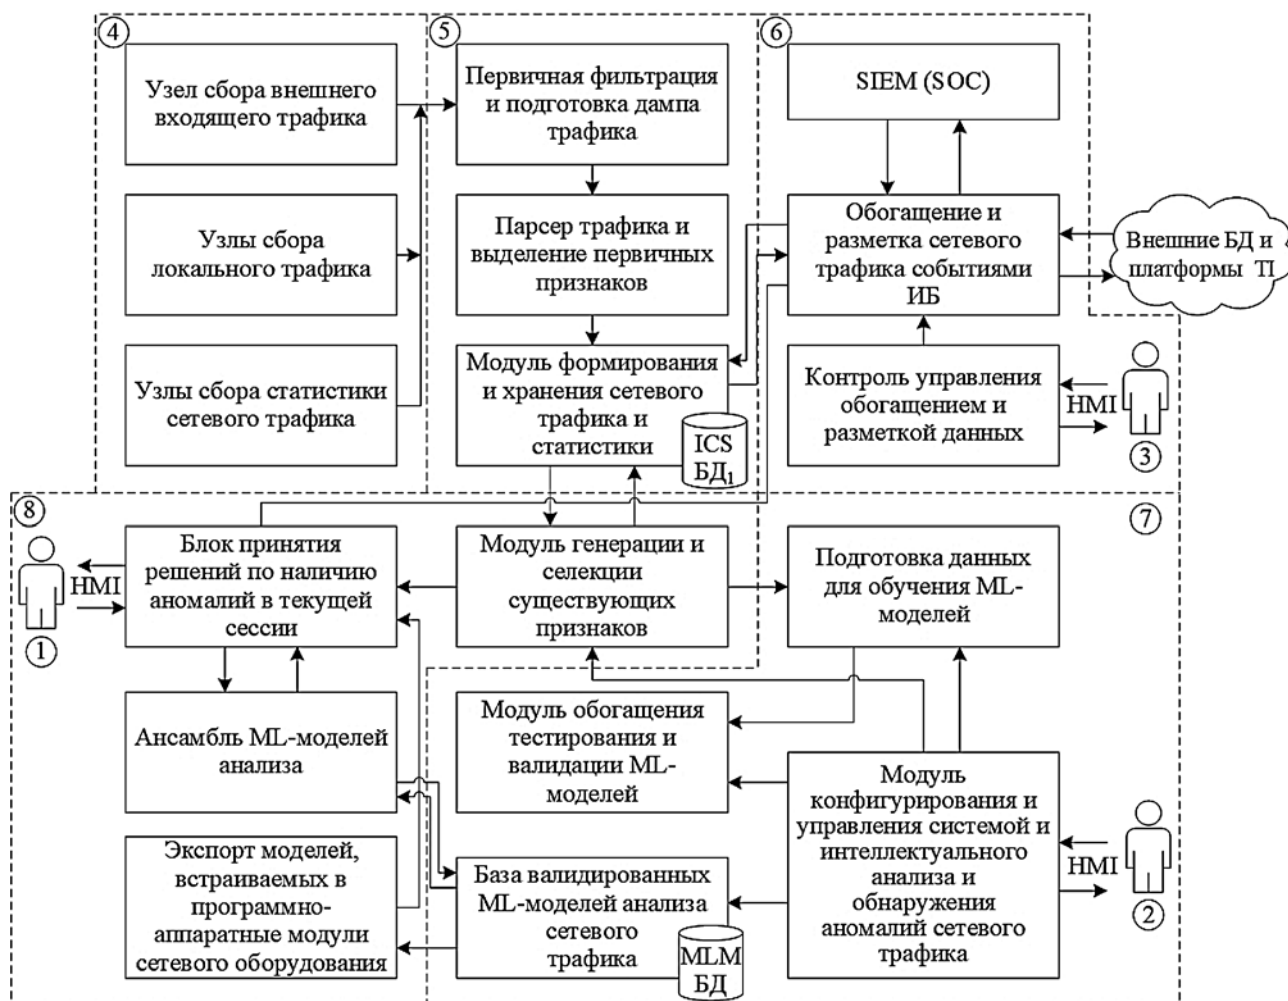 4
Узел сбора внешнего
входящего трафика
Узлы сбора
локального трафика
Узлы сбора статистики
сетевого трафика
5
Первичная фильтрация
и подготовка дампа
трафика
Парсер трафика и
выделение первичных
признаков
Модуль формирования
и хранения сетевого
трафика и
статистики
ICS
БД1
6
SIEM (SOC)
Обогащение и
разметка сетевого
трафика событиями
ИБ
Внешние БД и
платформы TI
Контроль управления
обогащением и
разметкой данных
HMI
3
8
HMI
1
Блок принятия
решений по наличию
аномалий в текущей
сессии
Ансамбль ML-моделей
анализа
Экспорт моделей,
встраиваемых в
программно-
аппаратные модули
сетевого оборудования
Модуль генерации и
селекции
существующих
признаков
7
Подготовка данных
для обучения ML-
моделей
Модуль обогащения
тестирования и
валидации ML-
моделей
База валидированных
ML-моделей анализа
сетевого
трафика
MLM
БД
Модуль
конфигурирования и
управления системой и
интеллектуального
анализа и
обнаружения
аномалий сетевого
трафика
HMI
2